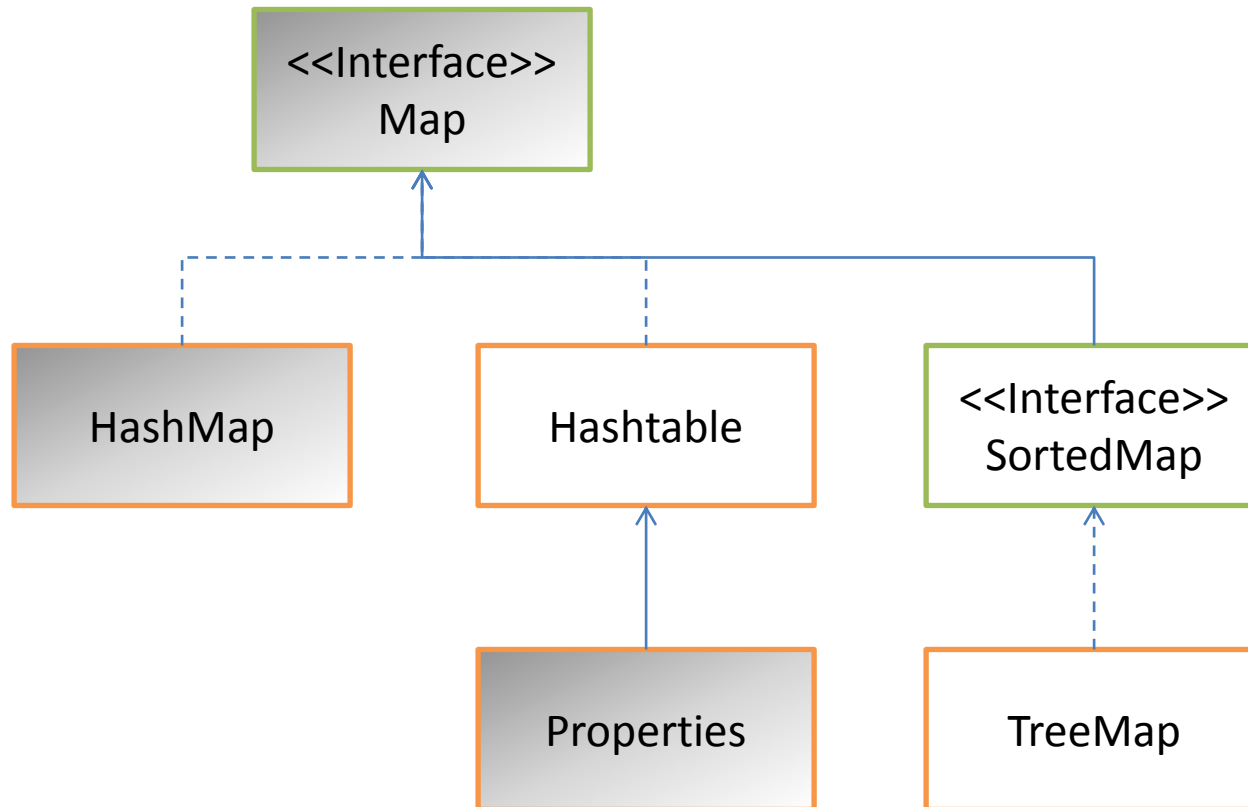 <<Interface>>
Map
HashMap
Hashtable
<<Interface>>
SortedMap
Properties
TreeMap